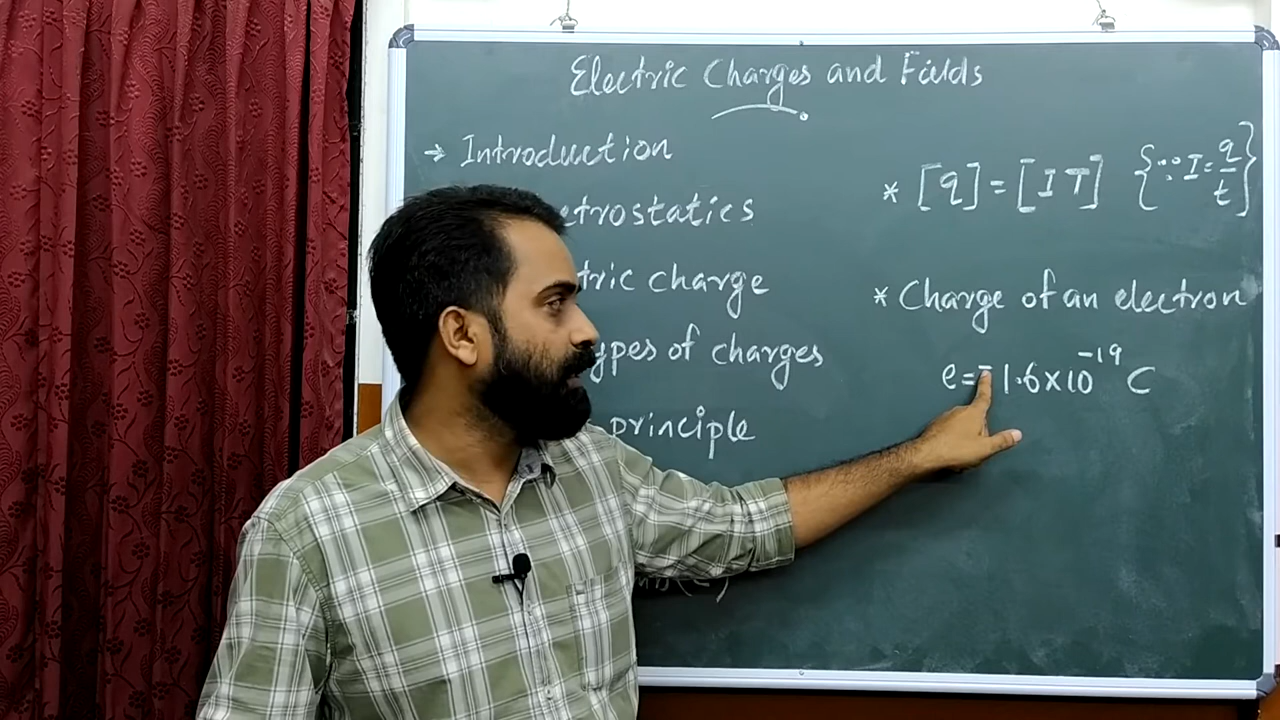 Electric Charges and Fields
→ Introduction
etrostatics
tric charge
ypes of charges
principle
* [q] = [I T] {∵ I = q/t}
* Charge of an electron
e = -1.6 × 10⁻¹⁹ C